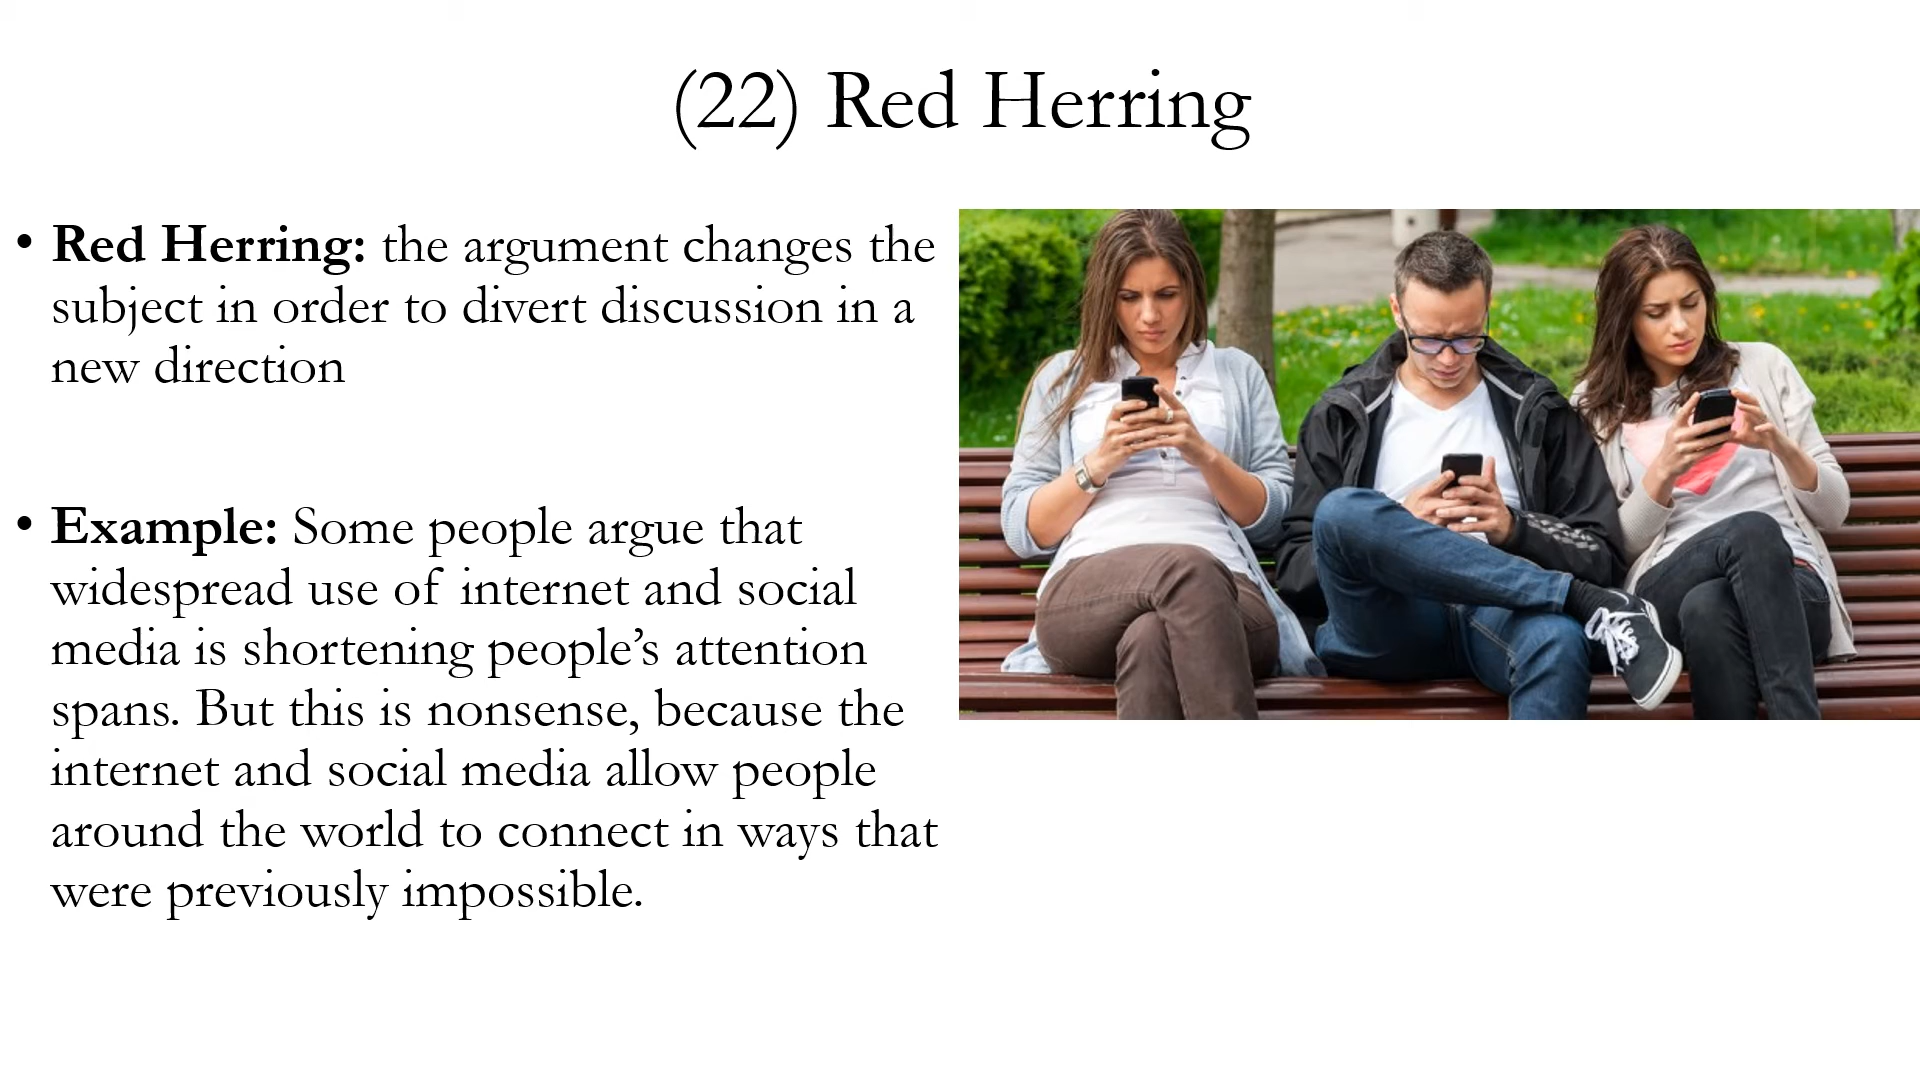 (22) Red Herring
• Red Herring: the argument changes the
subject in order to divert discussion in a
new direction
• Example: Some people argue that
widespread use of internet and social
media is shortening people’s attention
spans. But this is nonsense, because the
internet and social media allow people
around the world to connect in ways that
were previously impossible.